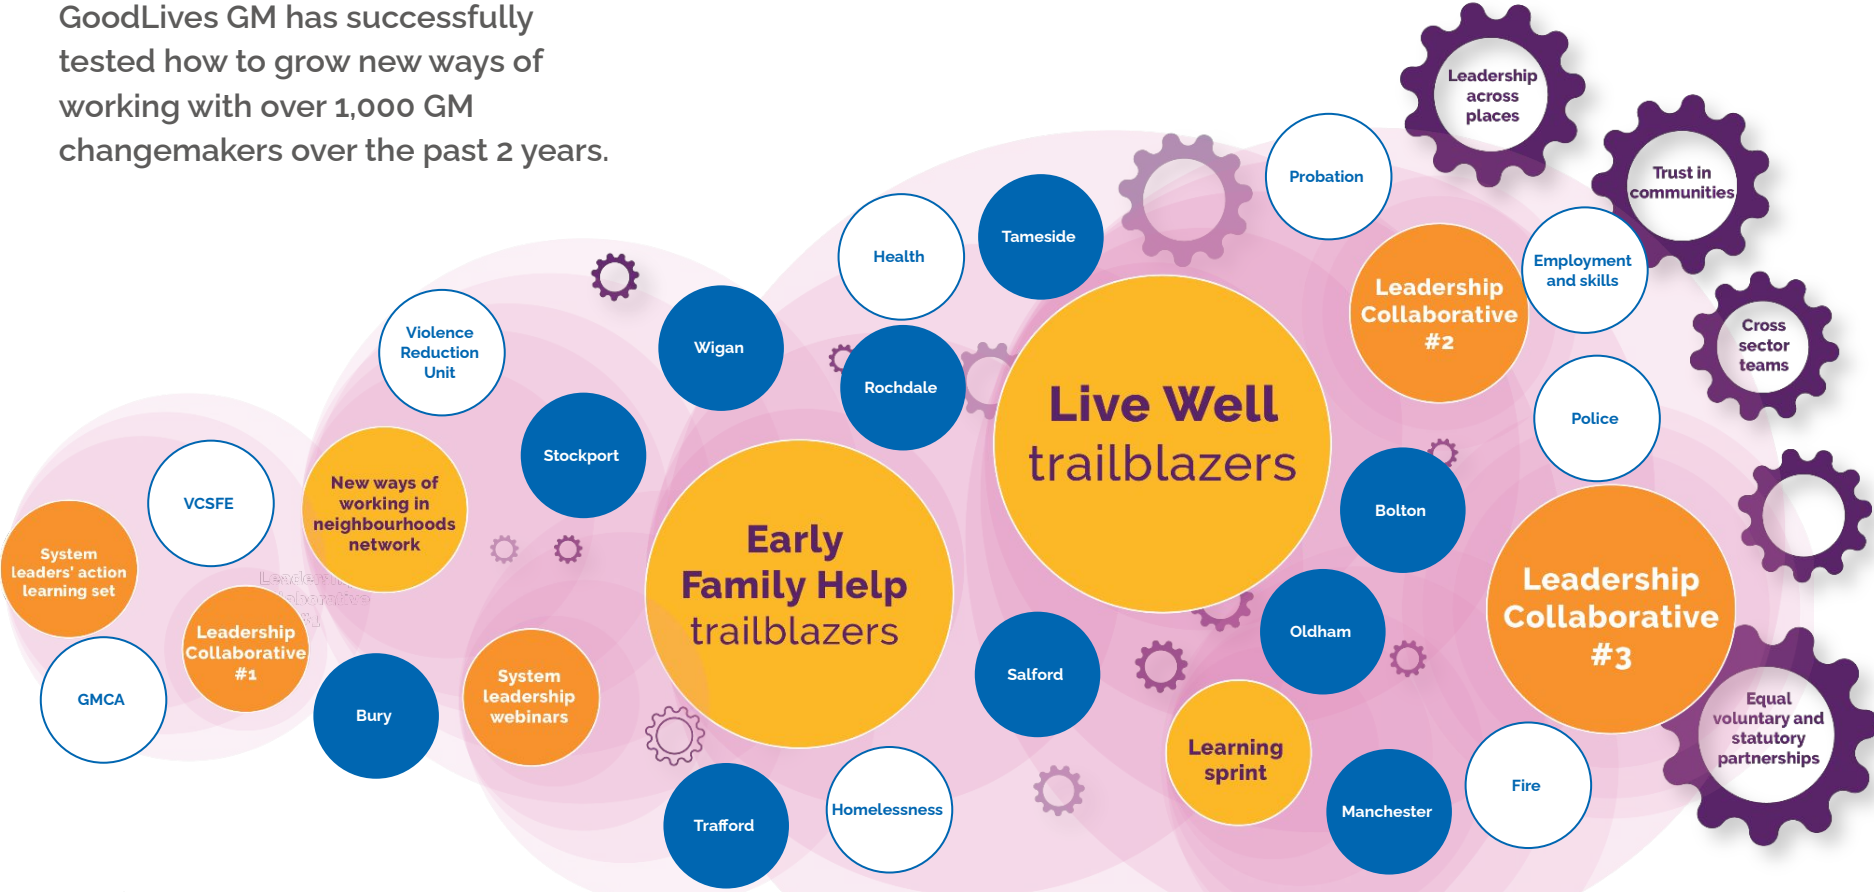 GoodLives GM has successfully
tested how to grow new ways of
working with over 1,000 GM
changemakers over the past 2 years.
Leadership
across
places
Trust in
communities
Probation
Health
Tameside
Employment
and skills
Leadership
Collaborative
#2
Cross
sector
teams
Violence
Reduction
Unit
Wigan
Rochdale
Live Well
trailblazers
Police
Stockport
VCSFE
New ways of
working in
neighbourhoods
network
Bolton
System
leaders' action
learning set
Early
Family Help
trailblazers
Leadership
Collaborative
#3
Leadership
Collaborative
#1
Oldham
GMCA
Bury
System
leadership
webinars
Salford
Equal
voluntary and
statutory
partnerships
Learning
sprint
Trafford
Homelessness
Manchester
Fire